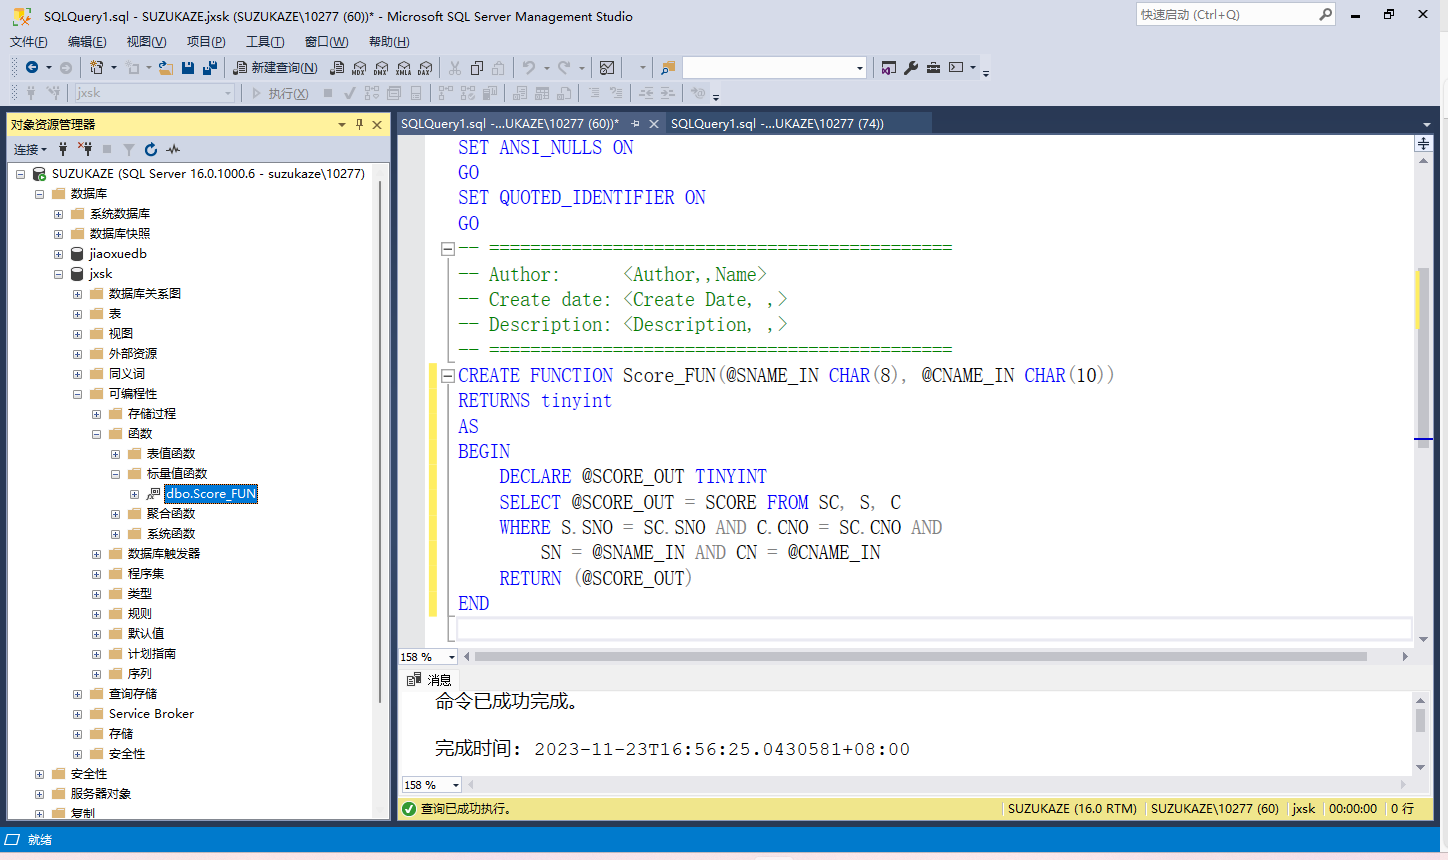 SQLQuery1.sql - SUZUKAZE.jxsk (SUZUKAZE\10277 (60))* - Microsoft SQL Server Management Studio
快速启动 (Ctrl+Q)
文件(F) 编辑(E) 视图(V) 项目(P) 工具(T) 窗口(W) 帮助(H)
新建查询(N) MDX DMX XMLA DAX
jxsk 执行(X)
对象资源管理器
连接
SUZUKAZE (SQL Server 16.0.1000.6 - suzukaze\10277)
数据库
系统数据库
数据库快照
jiaoxuedb
jxsk
数据库关系图
表
视图
外部资源
同义词
可编程性
存储过程
函数
表值函数
标量值函数
dbo.Score_FUN
聚合函数
系统函数
数据库触发器
程序集
类型
规则
默认值
计划指南
序列
查询存储
Service Broker
存储
安全性
安全性
服务器对象
复制
SQLQuery1.sql -...UKAZE\10277 (60))* SQLQuery1.sql -...UKAZE\10277 (74))
SET ANSI_NULLS ON
GO
SET QUOTED_IDENTIFIER ON
GO
-- =============================================
-- Author:      <Author,,Name>
-- Create date: <Create Date, ,>
-- Description: <Description, ,>
-- =============================================
CREATE FUNCTION Score_FUN(@SNAME_IN CHAR(8), @CNAME_IN CHAR(10))
RETURNS tinyint
AS
BEGIN
    DECLARE @SCORE_OUT TINYINT
    SELECT @SCORE_OUT = SCORE FROM SC, S, C
    WHERE S.SNO = SC.SNO AND C.CNO = SC.CNO AND
        SN = @SNAME_IN AND CN = @CNAME_IN
    RETURN (@SCORE_OUT)
END
158 %
消息
命令已成功完成。
完成时间: 2023-11-23T16:56:25.0430581+08:00
158 %
查询已成功执行。 SUZUKAZE (16.0 RTM) SUZUKAZE\10277 (60) jxsk 00:00:00 0 行
就绪